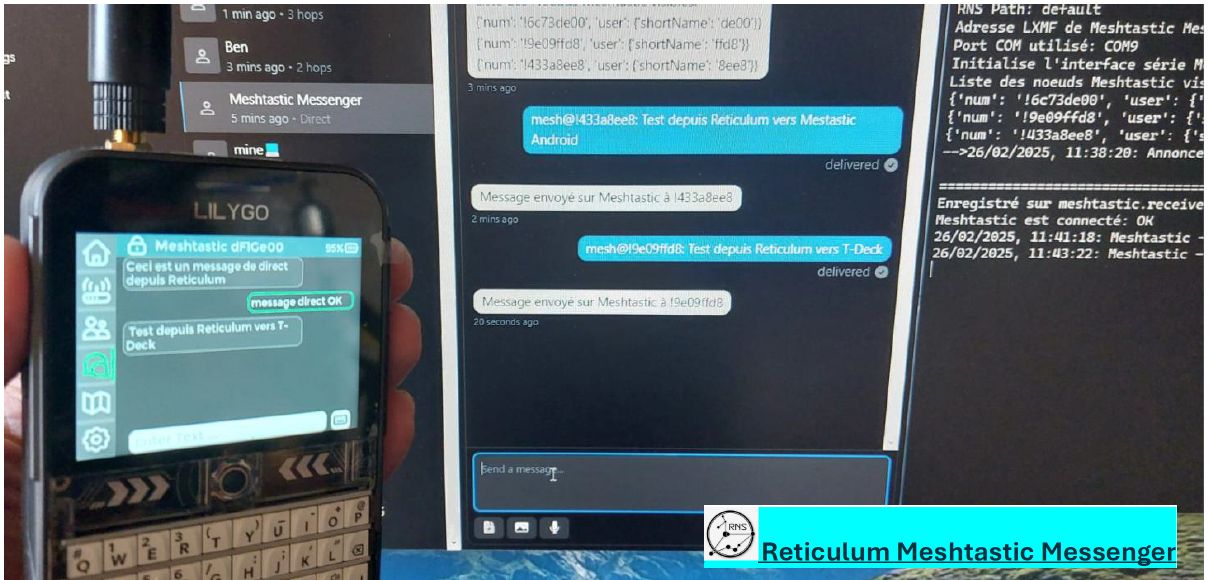 1 min ago • 3 hops
Ben
3 mins ago • 2 hops
Meshtastic Messenger
5 mins ago • Direct
mine
LILYGO
Meshtastic dF1Ge00 95%
Ceci est un message de direct
depuis Reticulum
message direct OK
Test depuis Reticulum vers T-
Deck
Enter Text ...
# Q
1 W
2 E
3 R
( T
) Y
_ U
- I
+ O
@ P
{'num': '!6c73de00', 'user': {'shortName': 'de00'}}
{'num': '!9e09ffd8', 'user': {'shortName': 'ffd8'}}
{'num': '!433a8ee8', 'user': {'shortName': '8ee8'}}
3 mins ago
mesh@!433a8ee8: Test depuis Reticulum vers Mestastic
Android
delivered
Message envoyé sur Meshtastic à !433a8ee8
2 mins ago
mesh@!9e09ffd8: Test depuis Reticulum vers T-Deck
delivered
Message envoyé sur Meshtastic à !9e09ffd8
20 seconds ago
Send a message...
RNS Path: default
Adresse LXMF de Meshtastic Mes
Port COM utilisé: COM9
Initialise l'interface série M
Liste des noeuds Meshtastic vis
{'num': '!6c73de00', 'user': {'
{'num': '!9e09ffd8', 'user': {'s
{'num': '!433a8ee8', 'user': {'s
-->26/02/2025, 11:38:20: Annonce
================================
Enregistré sur meshtastic.receive
Meshtastic est connecté: OK
26/02/2025, 11:41:18: Meshtastic -
26/02/2025, 11:43:22: Meshtastic -
RNS
Reticulum Meshtastic Messenger